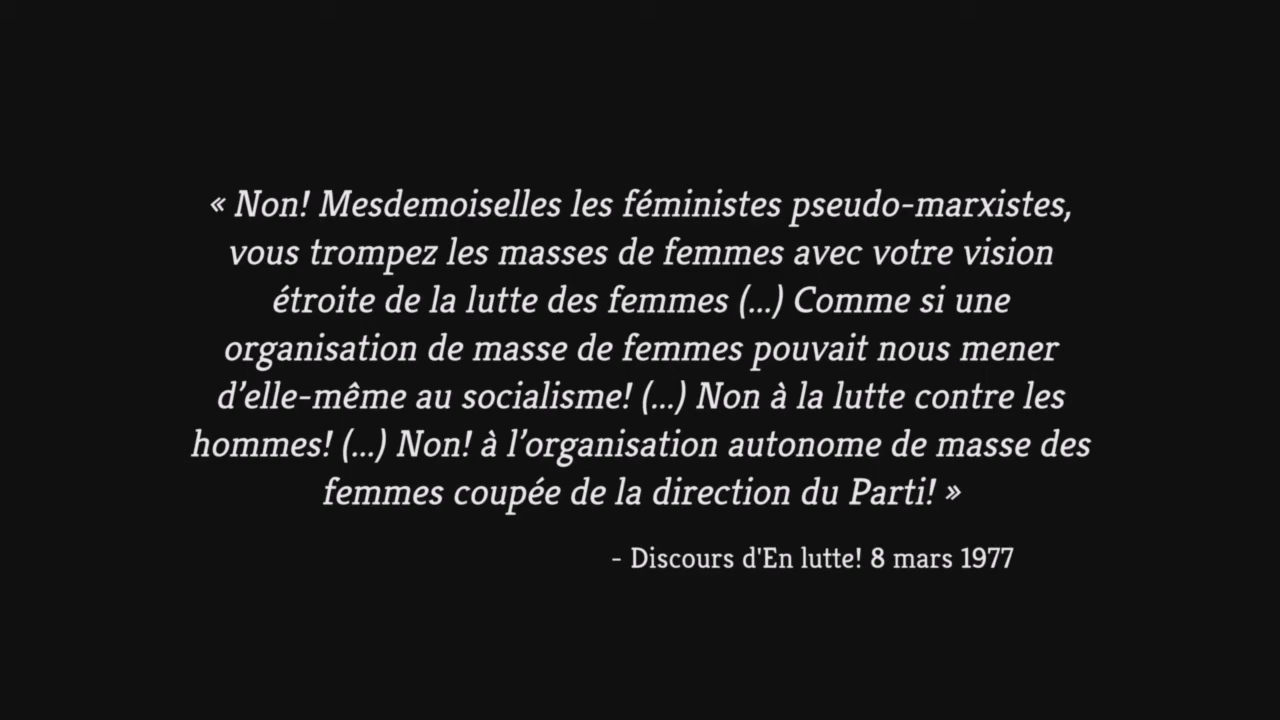 « Non! Mesdemoiselles les féministes pseudo-marxistes,
vous trompez les masses de femmes avec votre vision
étroite de la lutte des femmes (...) Comme si une
organisation de masse de femmes pouvait nous mener
d’elle-même au socialisme! (...) Non à la lutte contre les
hommes! (...) Non! à l’organisation autonome de masse des
femmes coupée de la direction du Parti! »
- Discours d'En lutte! 8 mars 1977